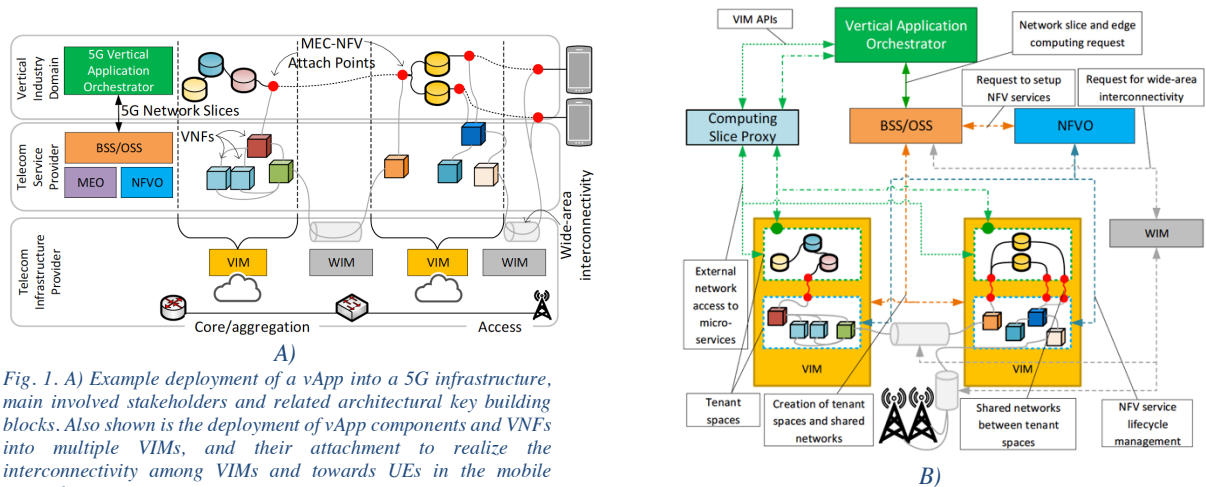 Vertical Industry Domain
5G Vertical
Application
Orchestrator
MEC-NFV
Attach Points
5G Network Slices
Telecom Service Provider
BSS/OSS
MEO
NFVO
VNFs
Wide-area
interconnectivity
Telecom Infrastructure Provider
VIM
WIM
VIM
WIM
Core/aggregation
Access
A)
Fig. 1. A) Example deployment of a vApp into a 5G infrastructure,
main involved stakeholders and related architectural key building
blocks. Also shown is the deployment of vApp components and VNFs
into multiple VIMs, and their attachment to realize the
interconnectivity among VIMs and towards UEs in the mobile
VIM APIs
Vertical Application
Orchestrator
Network slice and edge
computing request
Request to setup
NFV services
Request for wide-area
interconnectivity
Computing
Slice Proxy
BSS/OSS
NFVO
WIM
External
network
access to
micro-
services
VIM
VIM
Tenant
spaces
Creation of tenant
spaces and shared
networks
Shared networks
between tenant
spaces
NFV service
lifecycle
management
B)